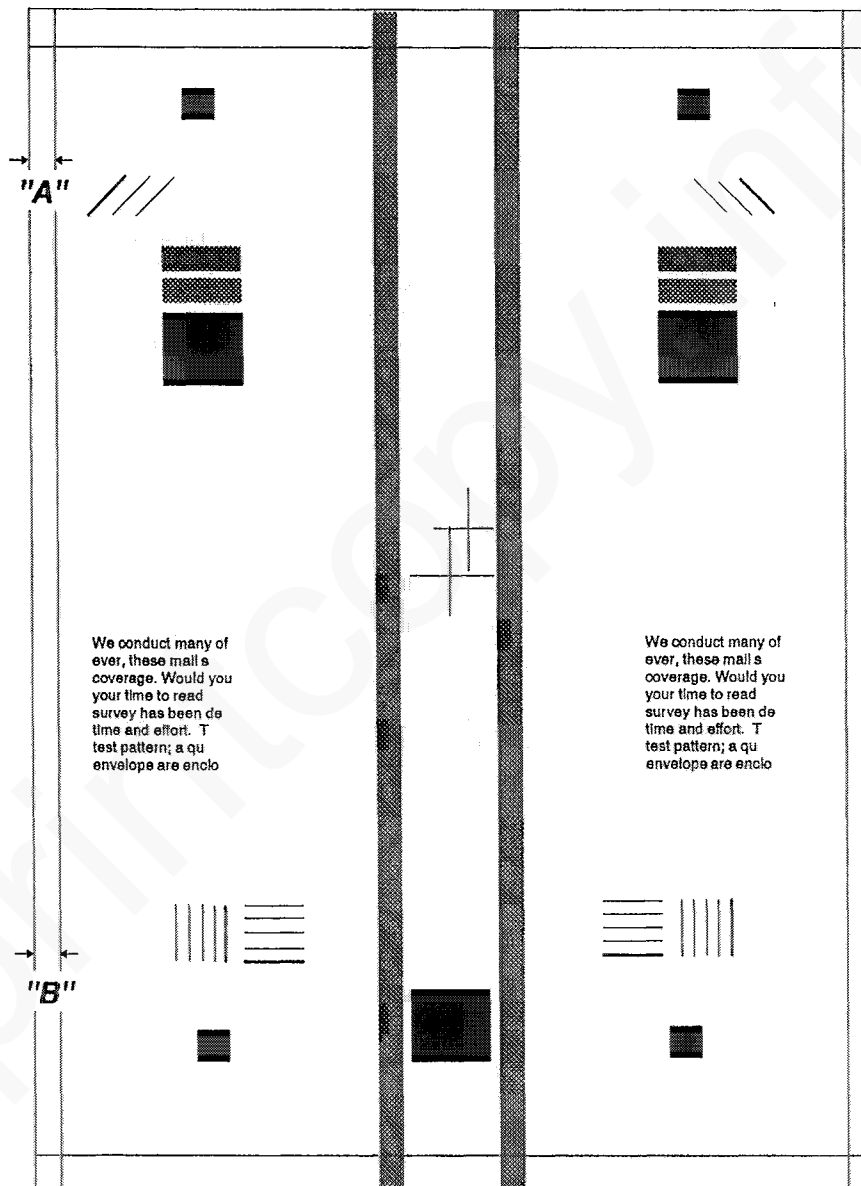 "A"
We conduct many of
ever, these mail s
coverage. Would you
your time to read
survey has been de
time and effort. T
test pattern; a qu
envelope are enclo
We conduct many of
ever, these mail s
coverage. Would you
your time to read
survey has been de
time and effort. T
test pattern; a qu
envelope are enclo
"B"
printcopy.info